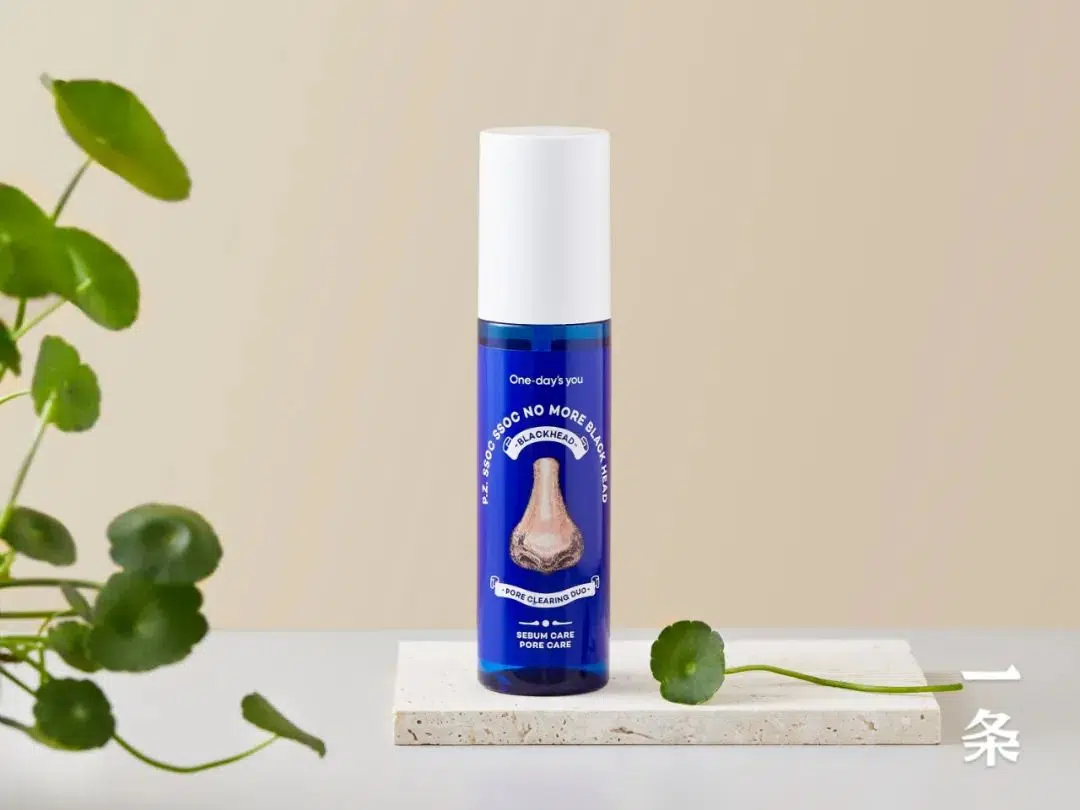 One-day's you
P.Z. SSOC SSOC NO MORE BLACK HEAD
-BLACKHEAD-
-PORE CLEARING DUO-
SEBUM CARE
PORE CARE
一
条